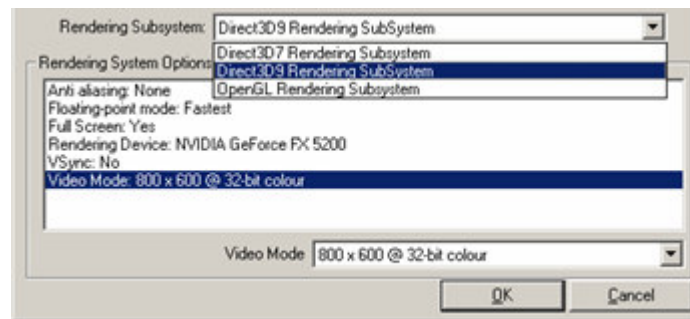 Rendering Subsystem: Direct3D9 Rendering SubSystem
Direct3D7 Rendering Subsystem
Rendering System Options
Direct3D9 Rendering SubSystem
Anti aliasing: None
OpenGL Rendering Subsystem
Floating-point mode: Fastest
Full Screen: Yes
Rendering Device: NVIDIA GeForce FX 5200
VSync: No
Video Mode: 800 x 600 @ 32-bit colour
Video Mode 800 x 600 @ 32-bit colour
OK Cancel